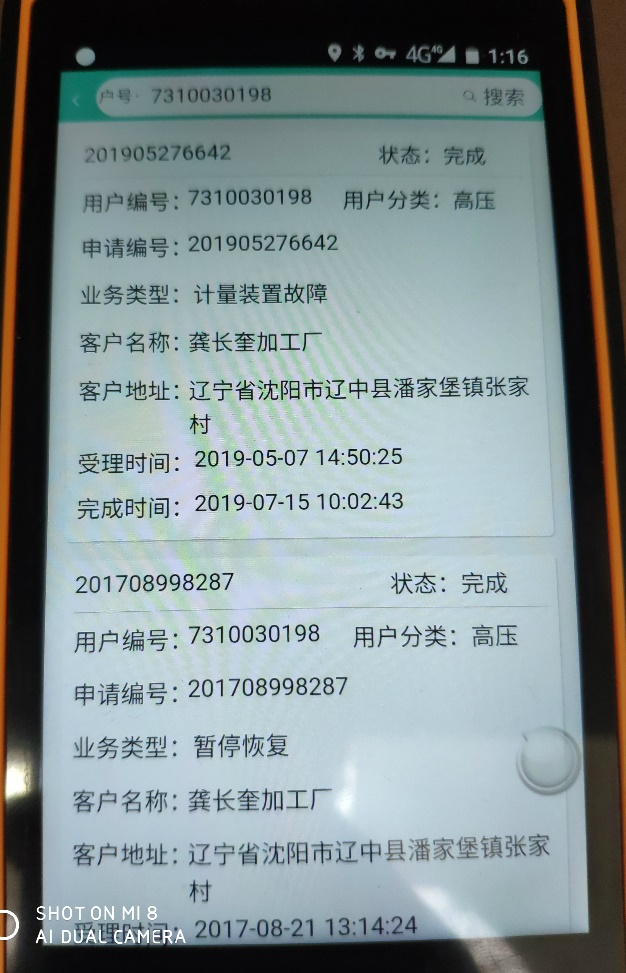 4G 4G 1:16
户号: 7310030198 搜索
201905276642 状态：完成
用户编号：7310030198 用户分类：高压
申请编号：201905276642
业务类型：计量装置故障
客户名称：龚长奎加工厂
客户地址：辽宁省沈阳市辽中县潘家堡镇张家
村
受理时间：2019-05-07 14:50:25
完成时间：2019-07-15 10:02:43
201708998287 状态：完成
用户编号：7310030198 用户分类：高压
申请编号：201708998287
业务类型：暂停恢复
客户名称：龚长奎加工厂
客户地址：辽宁省沈阳市辽中县潘家堡镇张家
村
受理时间：2017-08-21 13:14:24
SHOT ON MI 8
AI DUAL CAMERA